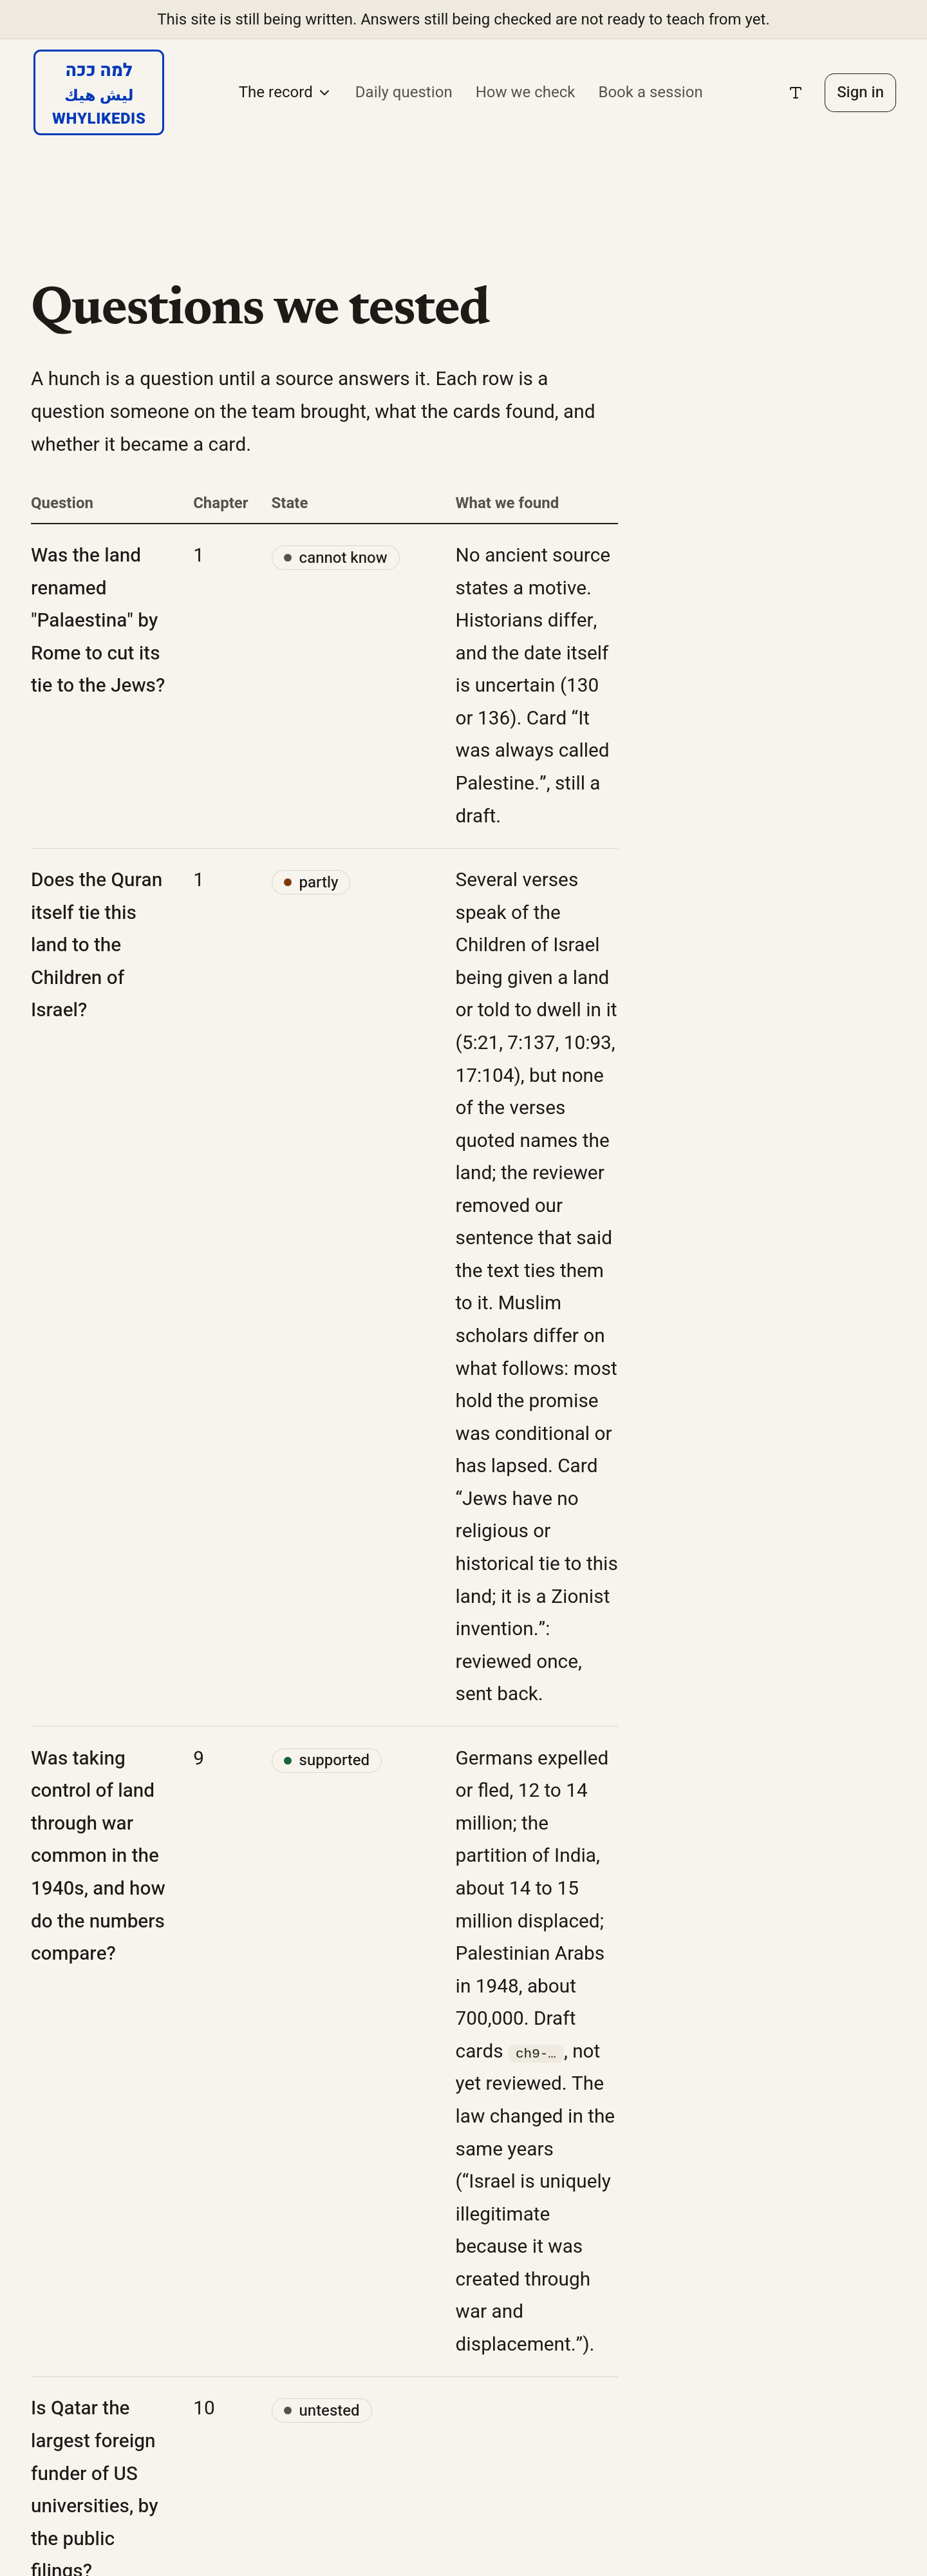 This site is still being written. Answers still being checked are not ready to teach from yet.
למה ככה
ليش هيك
WHYLIKEDIS
The record
Daily question
How we check
Book a session
T
Sign in
Questions we tested
A hunch is a question until a source answers it. Each row is a
question someone on the team brought, what the cards found, and
whether it became a card.
Question
Chapter
State
What we found
Was the land
renamed
"Palaestina" by
Rome to cut its
tie to the Jews?
1
cannot know
No ancient source
states a motive.
Historians differ,
and the date itself
is uncertain (130
or 136). Card “It
was always called
Palestine.”, still a
draft.
Does the Quran
itself tie this
land to the
Children of
Israel?
1
partly
Several verses
speak of the
Children of Israel
being given a land
or told to dwell in it
(5:21, 7:137, 10:93,
17:104), but none
of the verses
quoted names the
land; the reviewer
removed our
sentence that said
the text ties them
to it. Muslim
scholars differ on
what follows: most
hold the promise
was conditional or
has lapsed. Card
“Jews have no
religious or
historical tie to this
land; it is a Zionist
invention.”:
reviewed once,
sent back.
Was taking
control of land
through war
common in the
1940s, and how
do the numbers
compare?
9
supported
Germans expelled
or fled, 12 to 14
million; the
partition of India,
about 14 to 15
million displaced;
Palestinian Arabs
in 1948, about
700,000. Draft
cards ch9-…, not
yet reviewed. The
law changed in the
same years
(“Israel is uniquely
illegitimate
because it was
created through
war and
displacement.”).
Is Qatar the
largest foreign
funder of US
universities, by
the public
filings?
10
untested